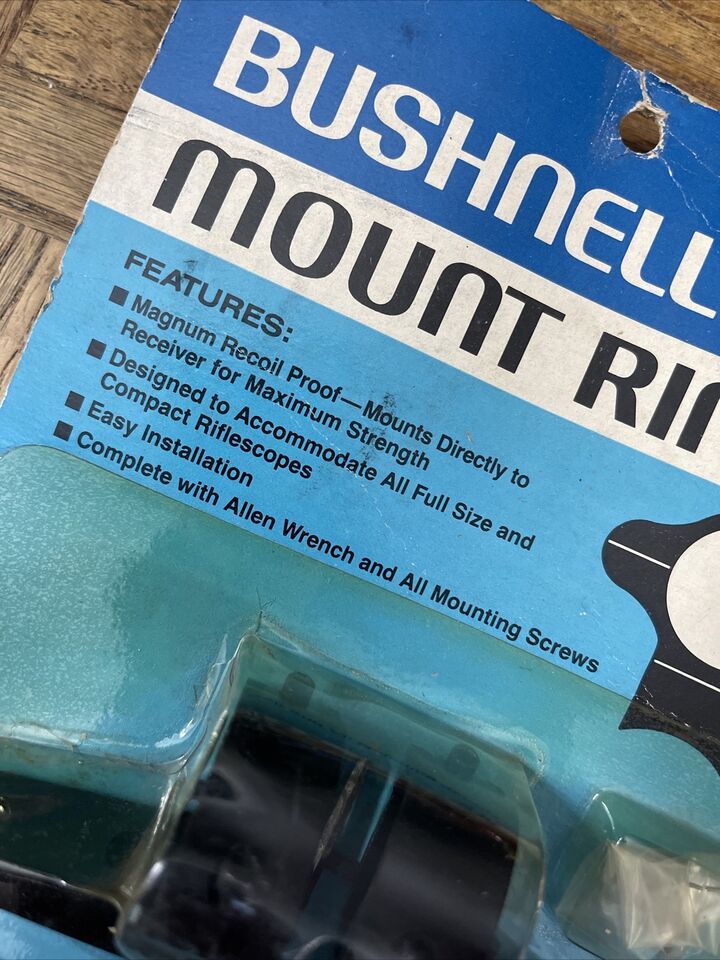 BUSHNELL
MOUNT
FEATURES:
■ Magnum Recoil Proof—Mounts Directly to
Receiver for Maximum Strength
■ Designed to Accommodate All Full Size and
Compact Riflescopes
■ Easy Installation
■ Complete with Allen Wrench and All Mounting Screws